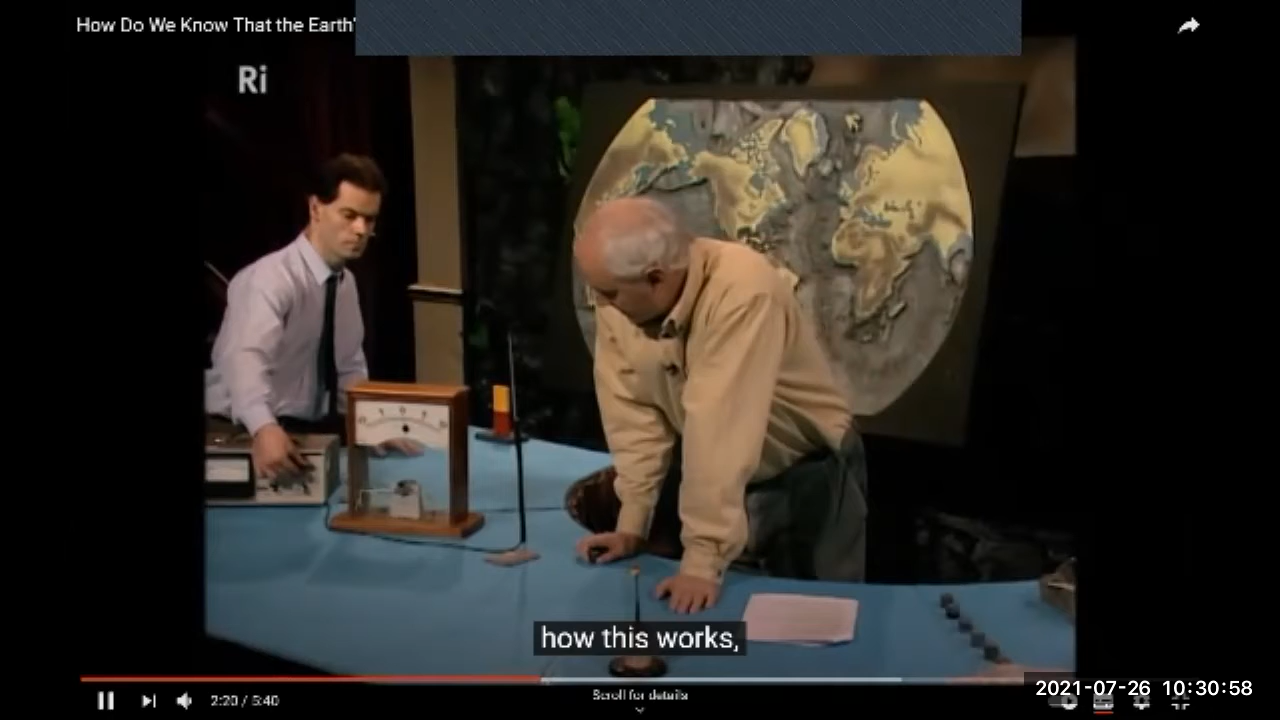 How Do We Know That the Earth'
Ri
how this works,
2:20 / 5:40
Scroll for details
2021-07-26 10:30:58